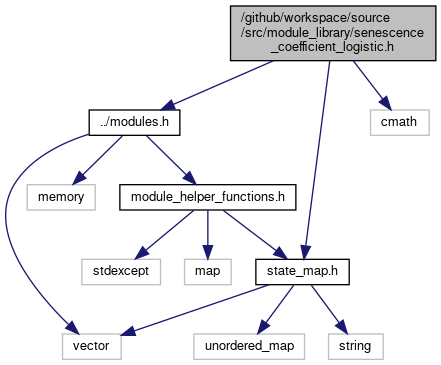 /github/workspace/source
/src/module_library/senescence
_coefficient_logistic.h
../modules.h
cmath
memory
module_helper_functions.h
stdexcept
map
state_map.h
vector
unordered_map
string